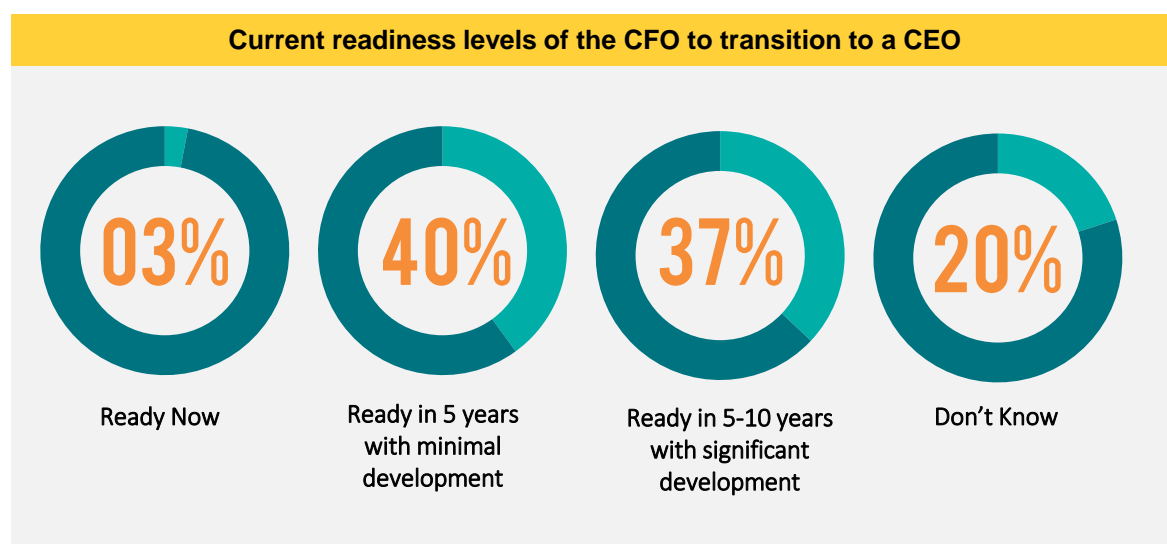 Current readiness levels of the CFO to transition to a CEO
03%
40%
37%
20%
Ready Now
Ready in 5 years
with minimal
development
Ready in 5-10 years
with significant
development
Don’t Know